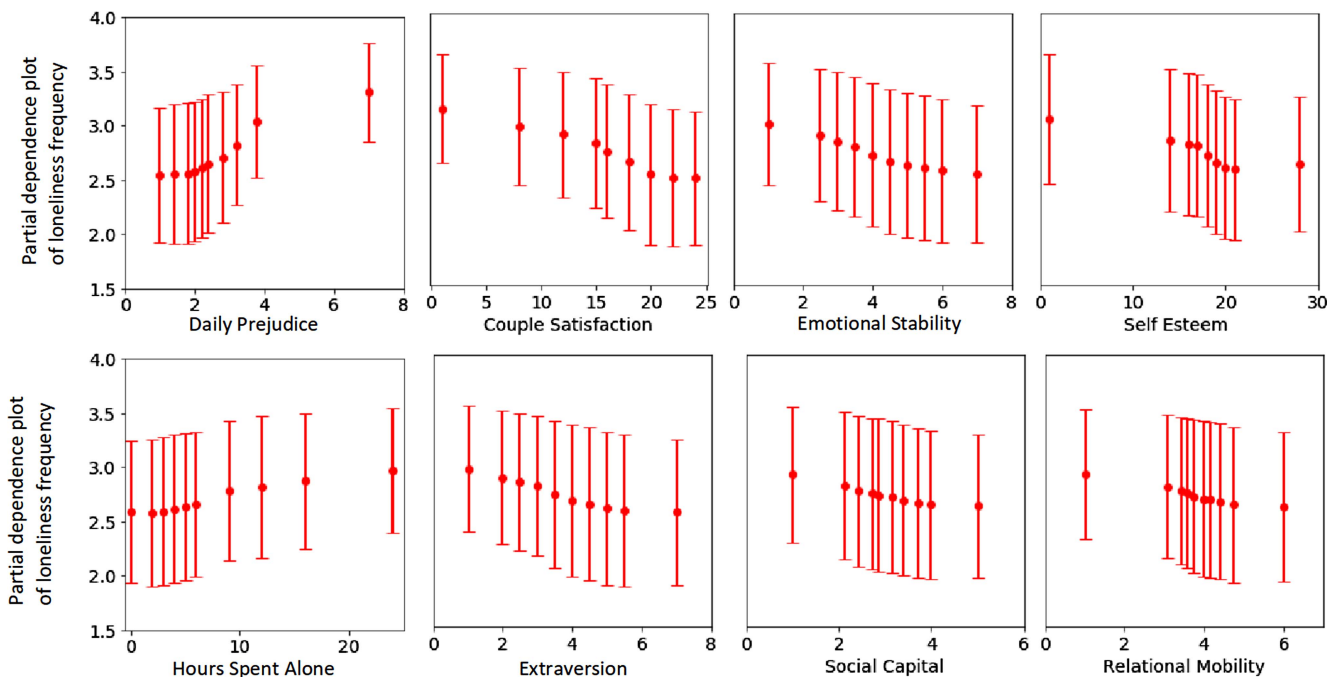 Partial dependence plot
of loneliness frequency
4.0
3.5
3.0
2.5
2.0
1.5
0 2 4 6 8
Daily Prejudice
0 5 10 15 20 25
Couple Satisfaction
0 2 4 6 8
Emotional Stability
0 10 20 30
Self Esteem
Partial dependence plot
of loneliness frequency
4.0
3.5
3.0
2.5
2.0
1.5
0 10 20
Hours Spent Alone
0 2 4 6 8
Extraversion
0 2 4 6
Social Capital
0 2 4 6
Relational Mobility